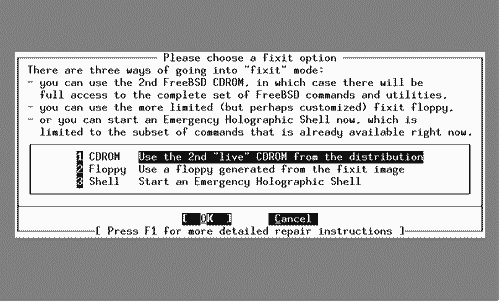 Please choose a fixit option
There are three ways of going into "fixit" mode:
- you can use the 2nd FreeBSD CDROM, in which case there will be
full access to the complete set of FreeBSD commands and utilities,
- you can use the more limited (but perhaps customized) fixit floppy,
- or you can start an Emergency Holographic Shell now, which is
limited to the subset of commands that is already available right now.
1 CDROM Use the 2nd "live" CDROM from the distribution
2 Floppy Use a floppy generated from the fixit image
3 Shell Start an Emergency Holographic Shell
[ OK ] Cancel
[ Press F1 for more detailed repair instructions ]